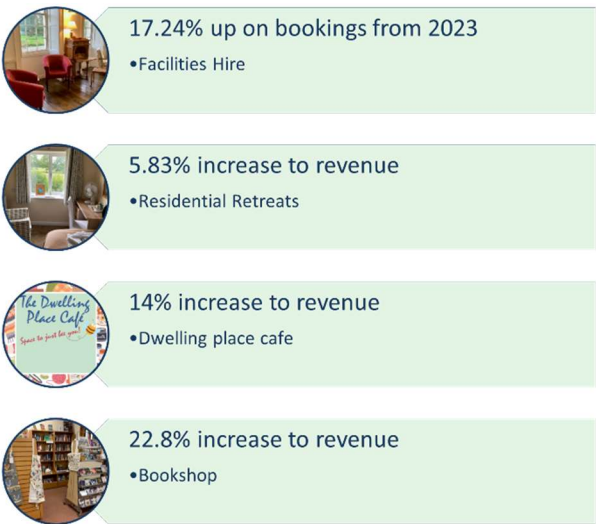 17.24% up on bookings from 2023
•Facilities Hire
5.83% increase to revenue
•Residential Retreats
The Dwelling
Place Café
Space to just bee you!
14% increase to revenue
•Dwelling place cafe
22.8% increase to revenue
•Bookshop